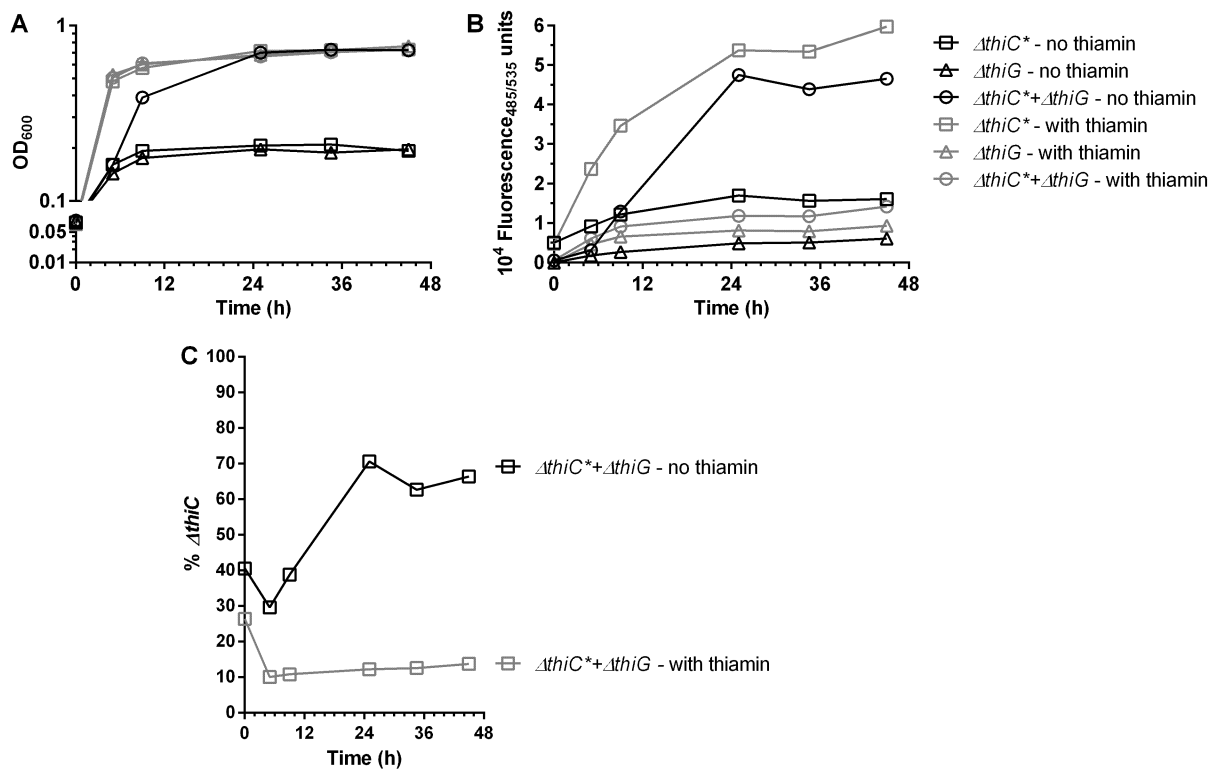 A
1
0.1
0.05
0.01
OD600
0 12 24 36 48
Time (h)
B
6
5
4
3
2
1
0
10⁴ Fluorescence485/535 units
0 12 24 36 48
Time (h)
ΔthiC* - no thiamin
ΔthiG - no thiamin
ΔthiC*+ΔthiG - no thiamin
ΔthiC* - with thiamin
ΔthiG - with thiamin
ΔthiC*+ΔthiG - with thiamin
C
100
90
80
70
60
50
40
30
20
10
0
% ΔthiC
0 12 24 36 48
Time (h)
ΔthiC*+ΔthiG - no thiamin
ΔthiC*+ΔthiG - with thiamin